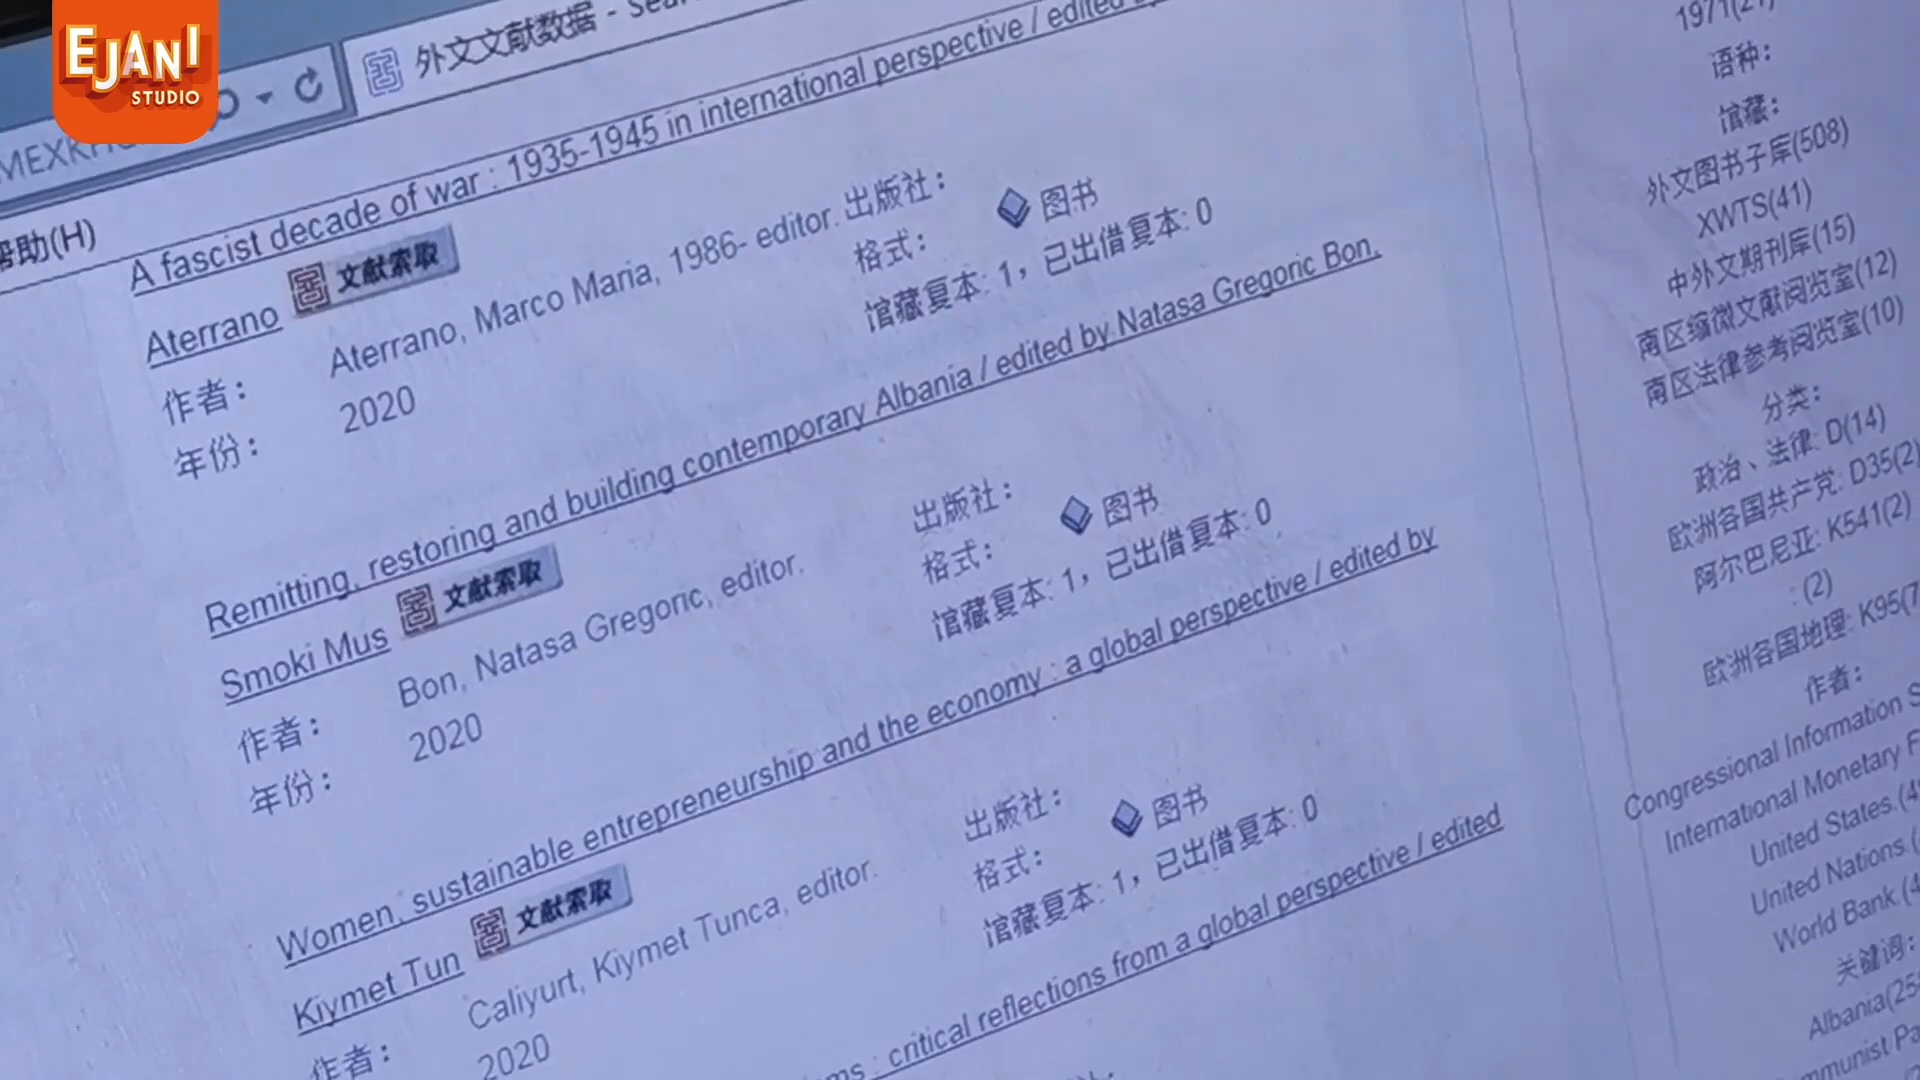 EJANI
STUDIO
外文文献数据 -
帮助(H)
A fascist decade of war : 1935-1945 in international perspective / edited
Aterrano 文献索取
作者: Aterrano, Marco Maria, 1986- editor. 出版社:
年份: 2020 格式: 图书
馆藏复本: 1, 已出借复本: 0
Remitting, restoring and building contemporary Albania / edited by Natasa Gregoric Bon,
Smoki Mus 文献索取
作者: Bon, Natasa Gregoric, editor. 出版社:
年份: 2020 格式: 图书
馆藏复本: 1, 已出借复本: 0
Women, sustainable entrepreneurship and the economy : a global perspective / edited by
Kiymet Tun 文献索取
作者: Caliyurt, Kiymet Tunca, editor. 出版社:
2020 格式: 图书
馆藏复本: 1, 已出借复本: 0
: critical reflections from a global perspective / edited
语种:
馆藏:
外文图书子库(508)
XWTS(41)
中外文期刊库(15)
南区缩微文献阅览室(12)
南区法律参考阅览室(10)
分类:
政治、法律: D(14)
欧洲各国共产党: D35(2)
阿尔巴尼亚: K541(2)
: (2)
欧洲各国地理: K95(
作者:
Congressional Information
International Monetary
United States.
United Nations.
World Bank.
关键词:
Albania